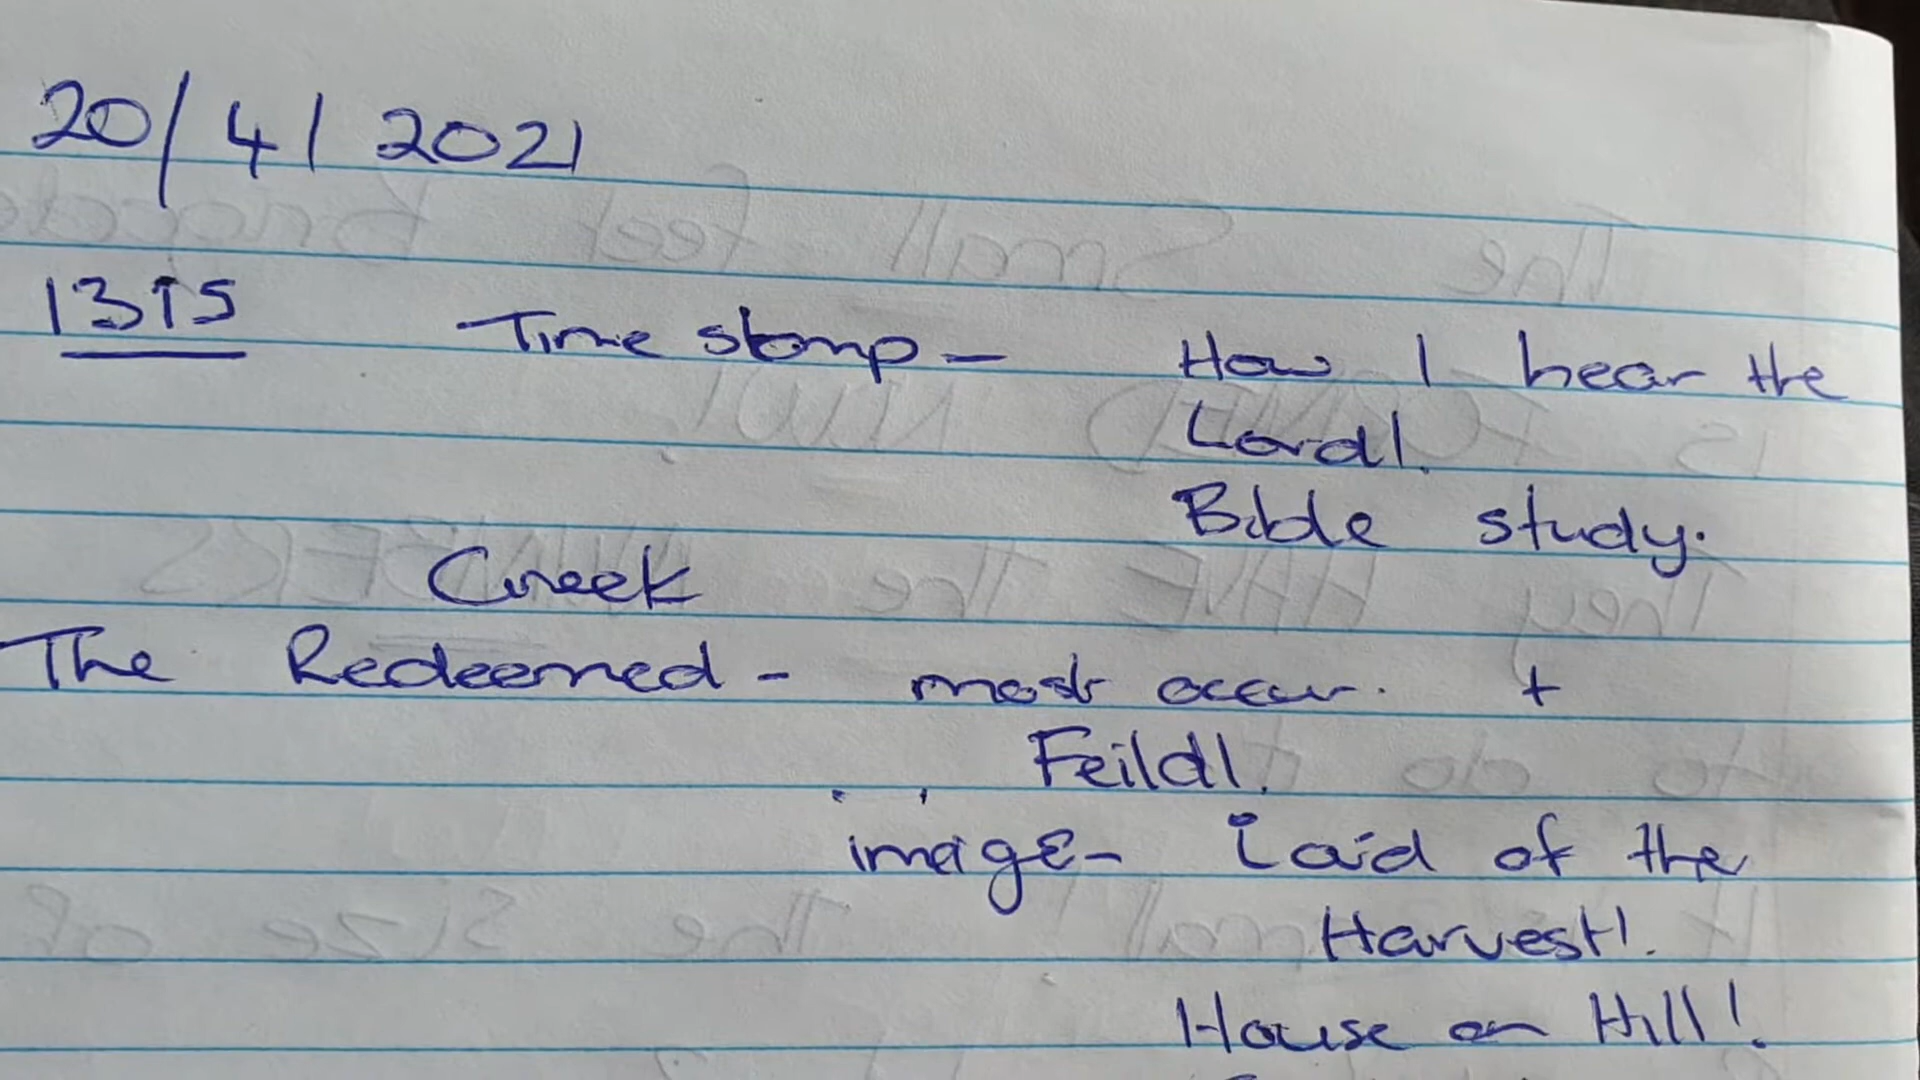 20/4/2021
1315 Time stamp - How I hear the
Lord!.
Bible study.
Creek
The Redeemed - most occur. +
Feild!.
image - Laid of the
Harvest!.
House on Hill!.